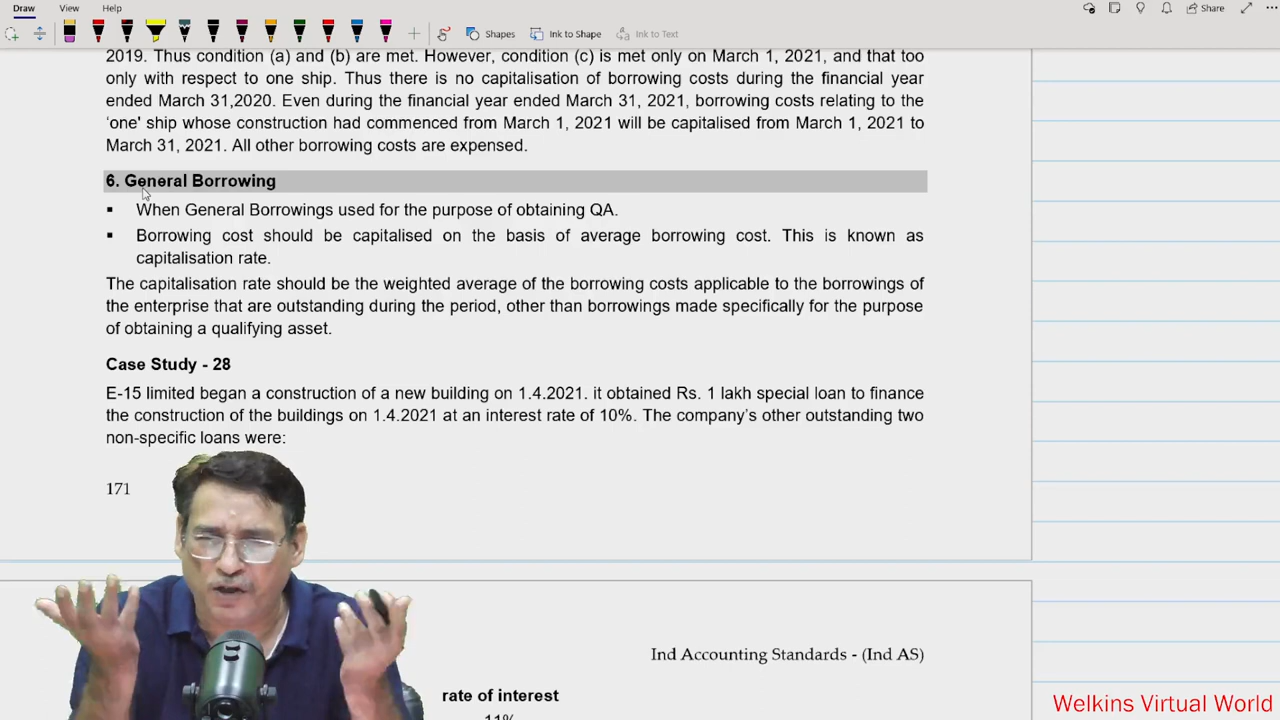 Draw View Help
Shapes Ink to Shape Ink to Text Share
2019. Thus condition (a) and (b) are met. However, condition (c) is met only on March 1, 2021, and that too
only with respect to one ship. Thus there is no capitalisation of borrowing costs during the financial year
ended March 31,2020. Even during the financial year ended March 31, 2021, borrowing costs relating to the
‘one' ship whose construction had commenced from March 1, 2021 will be capitalised from March 1, 2021 to
March 31, 2021. All other borrowing costs are expensed.
6. General Borrowing
▪ When General Borrowings used for the purpose of obtaining QA.
▪ Borrowing cost should be capitalised on the basis of average borrowing cost. This is known as
capitalisation rate.
The capitalisation rate should be the weighted average of the borrowing costs applicable to the borrowings of
the enterprise that are outstanding during the period, other than borrowings made specifically for the purpose
of obtaining a qualifying asset.
Case Study - 28
E-15 limited began a construction of a new building on 1.4.2021. it obtained Rs. 1 lakh special loan to finance
the construction of the buildings on 1.4.2021 at an interest rate of 10%. The company’s other outstanding two
non-specific loans were:
171
Ind Accounting Standards - (Ind AS)
rate of interest
11%
Welkins Virtual World